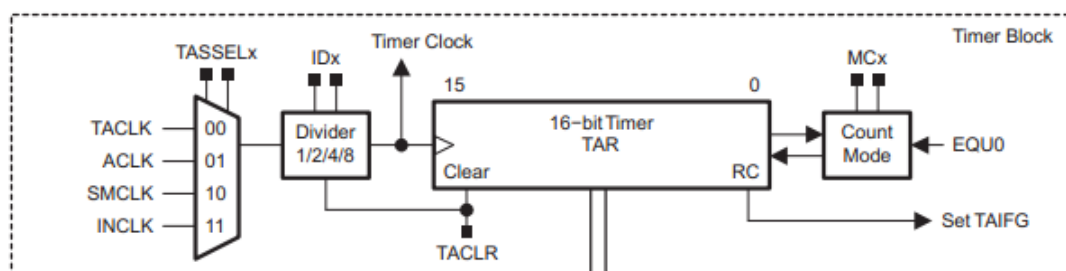 Timer Block
Timer Clock
TASSELx
IDx
MCx
15
0
TACLK
ACLK
SMCLK
INCLK
00
01
10
11
Divider
1/2/4/8
16−bit Timer
TAR
Clear
RC
Count
Mode
EQU0
Set TAIFG
TACLR